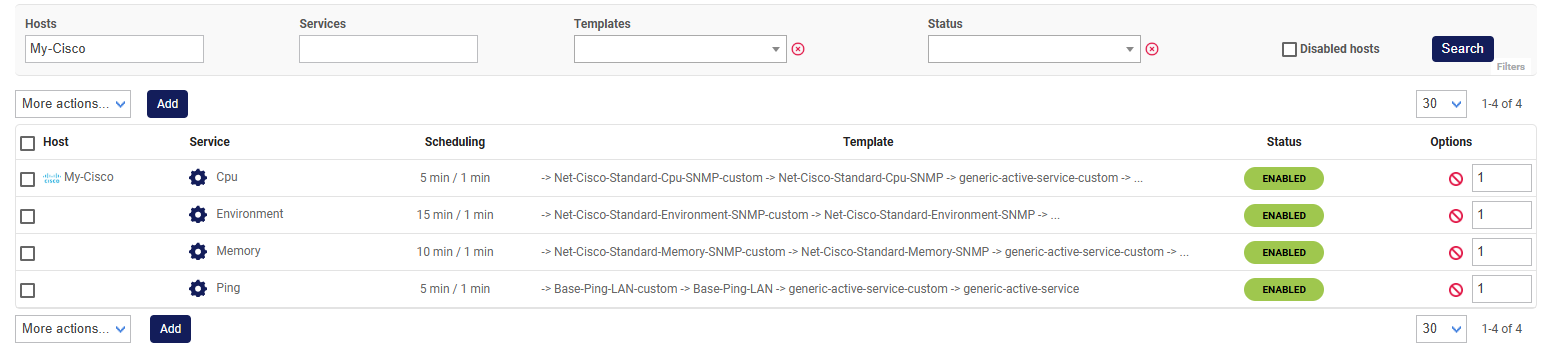 Hosts Services Templates Status
My-Cisco Disabled hosts Search
Filters
More actions... Add 30 1-4 of 4
Host Service Scheduling Template Status Options
CISCO My-Cisco Cpu 5 min / 1 min -> Net-Cisco-Standard-Cpu-SNMP-custom -> Net-Cisco-Standard-Cpu-SNMP -> generic-active-service-custom -> ... ENABLED 1
Environment 15 min / 1 min -> Net-Cisco-Standard-Environment-SNMP-custom -> Net-Cisco-Standard-Environment-SNMP -> ... ENABLED 1
Memory 10 min / 1 min -> Net-Cisco-Standard-Memory-SNMP-custom -> Net-Cisco-Standard-Memory-SNMP -> generic-active-service-custom -> ... ENABLED 1
Ping 5 min / 1 min -> Base-Ping-LAN-custom -> Base-Ping-LAN -> generic-active-service-custom -> generic-active-service ENABLED 1
More actions... Add 30 1-4 of 4